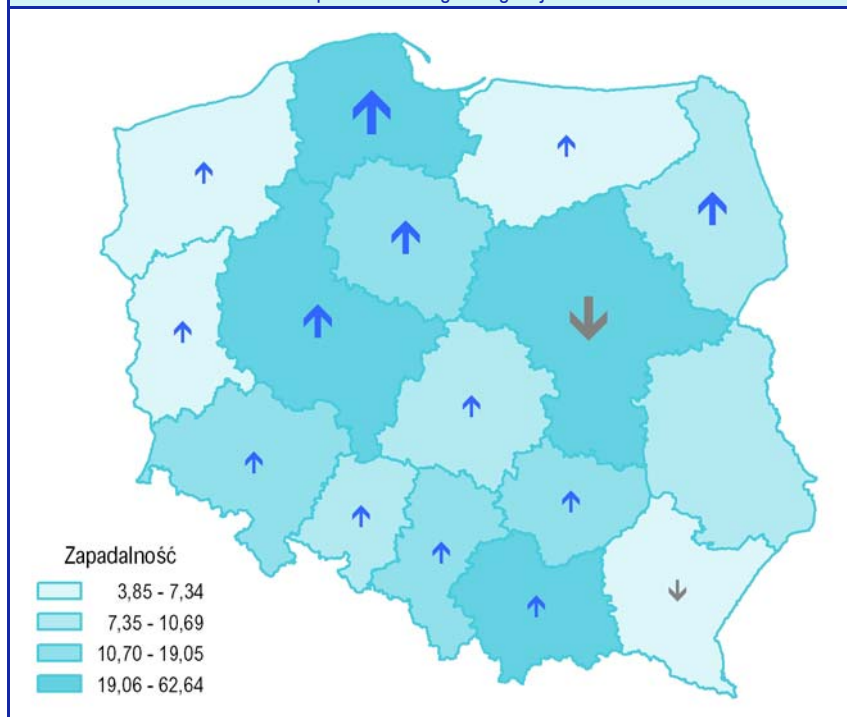 Zapadalność
3,85 - 7,34
7,35 - 10,69
10,70 - 19,05
19,06 - 62,64